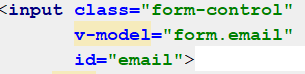 <input class="form-control"
v-model="form.email"
id="email">